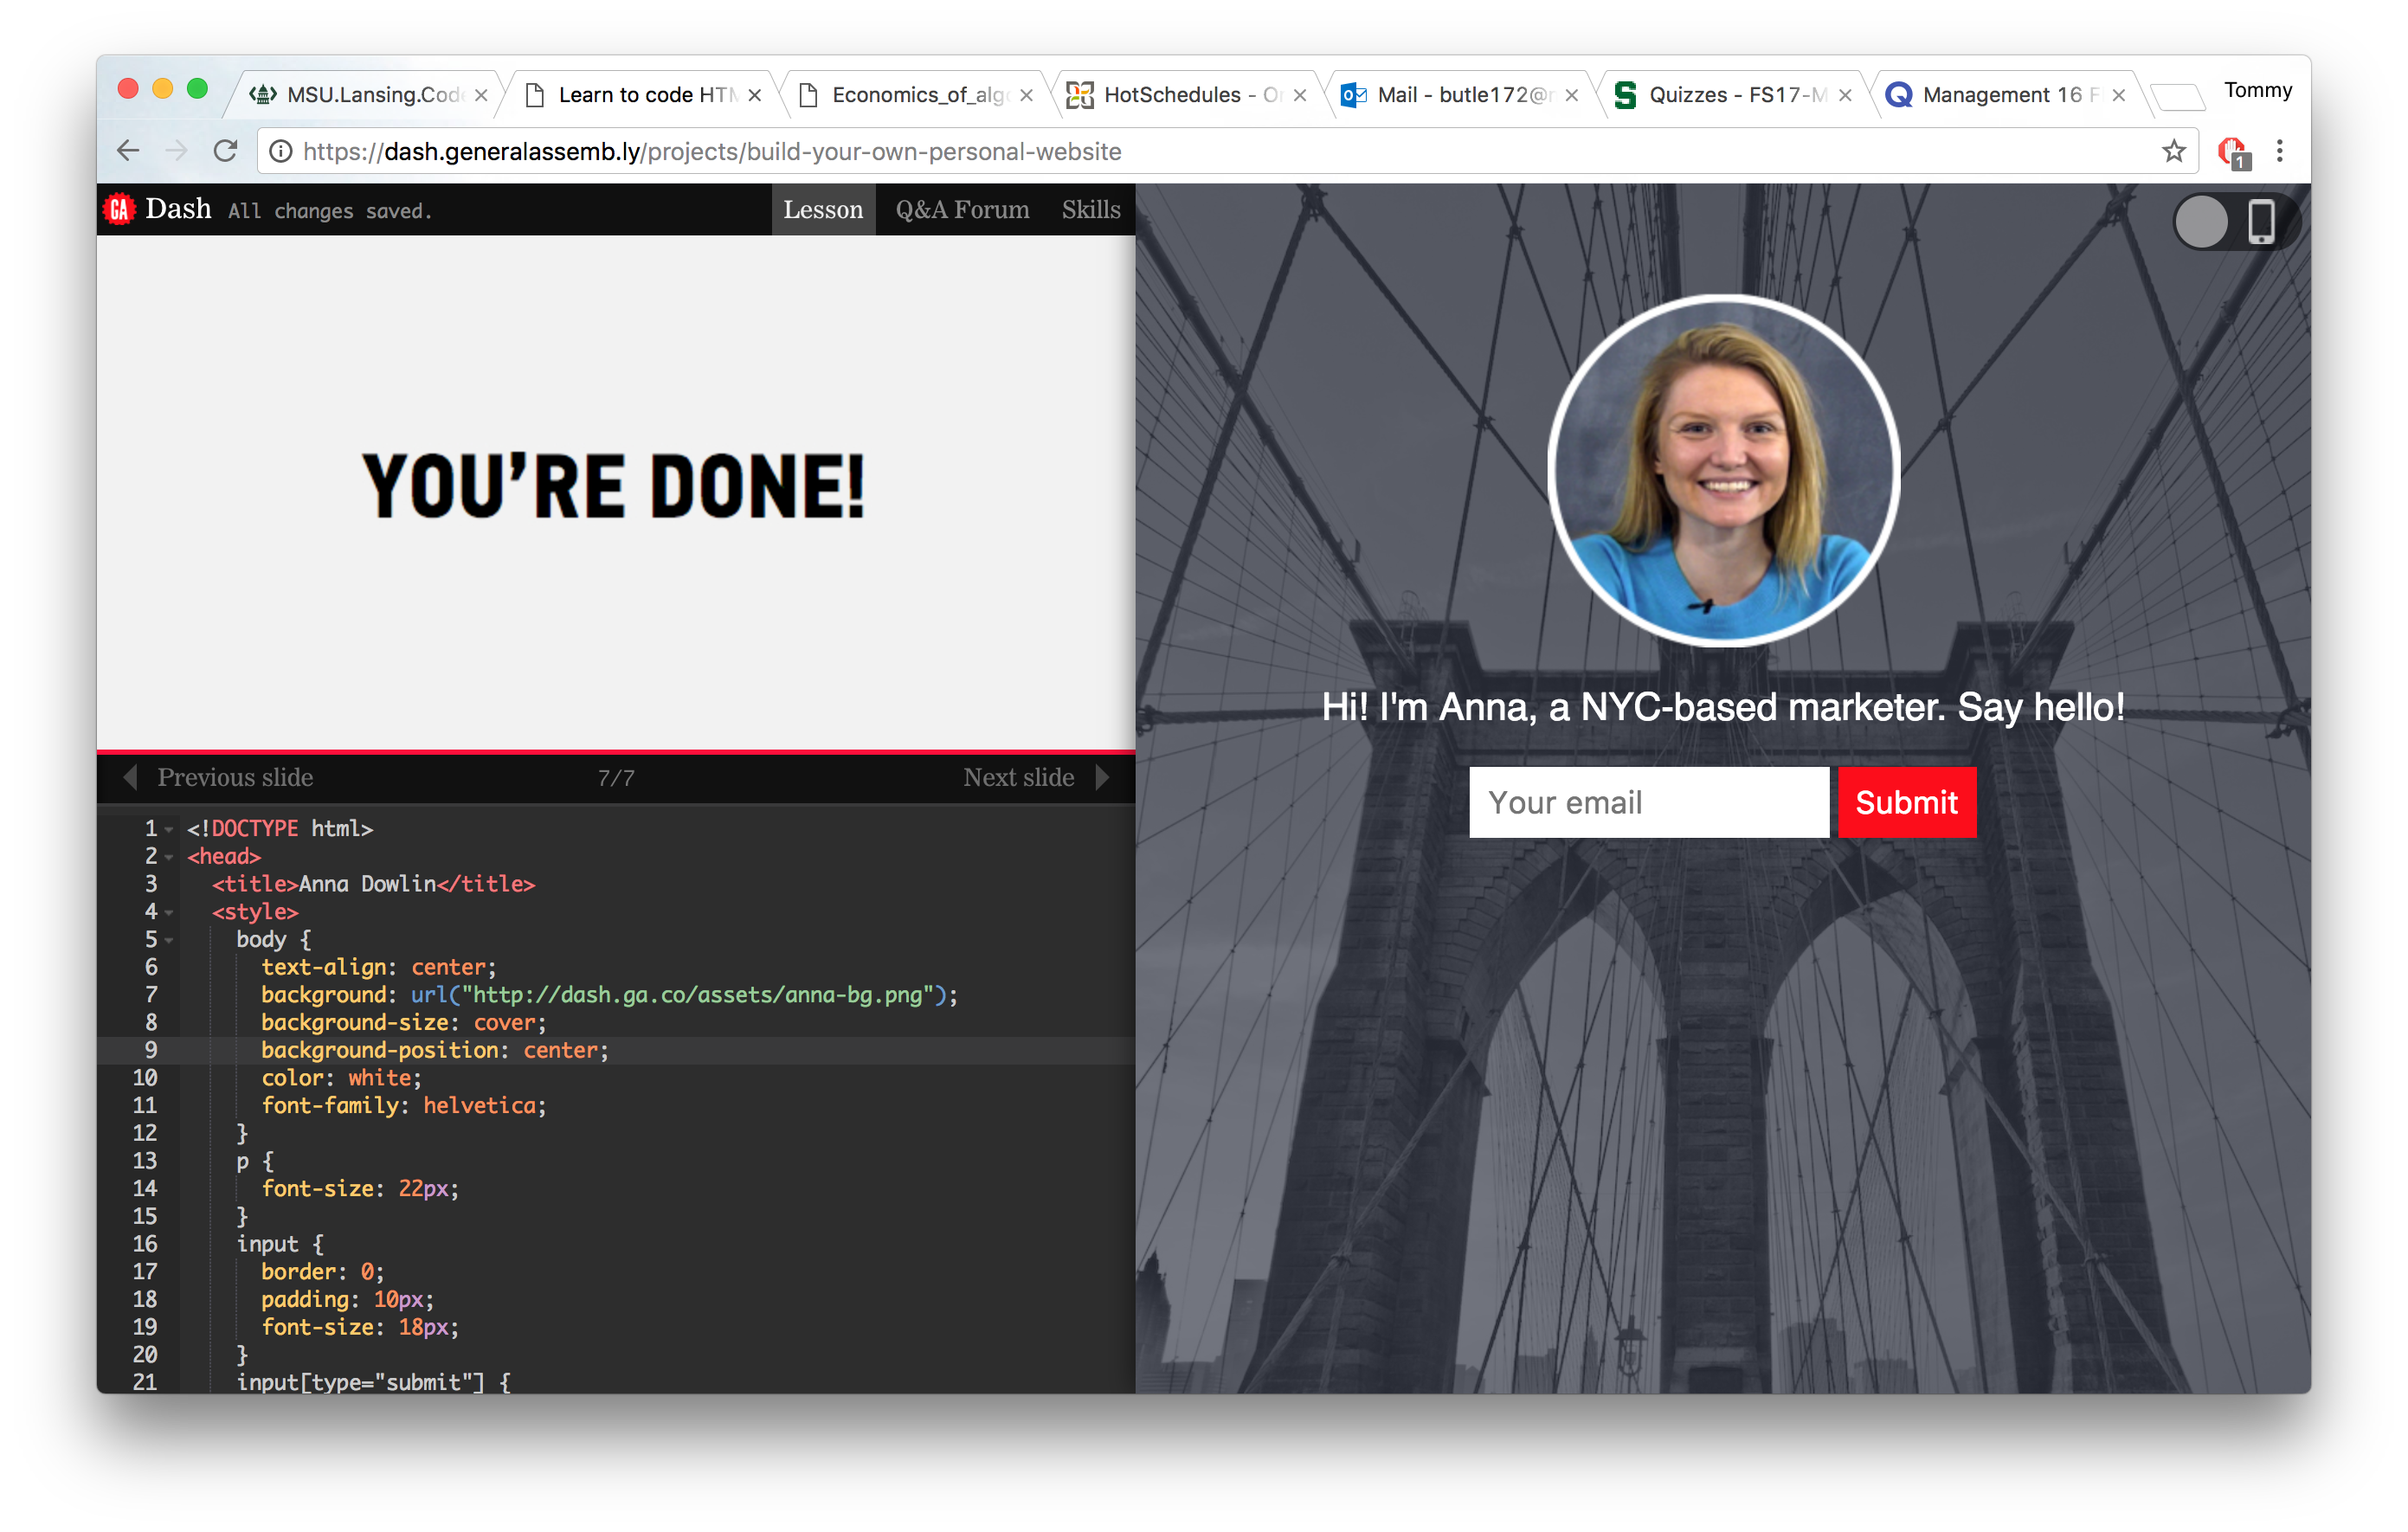 MSU.Lansing.Code
Learn to code HTM
Economics_of_algo
HotSchedules - On
Mail - butle172@
Quizzes - FS17-M
Management 16 F
Tommy
https://dash.generalassemb.ly/projects/build-your-own-personal-website
1
GA
Dash
All changes saved.
Lesson
Q&A Forum
Skills
YOU'RE DONE!
Previous slide
7/7
Next slide
1 <!DOCTYPE html>
2 <head>
3 <title>Anna Dowlin</title>
4 <style>
5 body {
6 text-align: center;
7 background: url("http://dash.ga.co/assets/anna-bg.png");
8 background-size: cover;
9 background-position: center;
10 color: white;
11 font-family: helvetica;
12 }
13 p {
14 font-size: 22px;
15 }
16 input {
17 border: 0;
18 padding: 10px;
19 font-size: 18px;
20 }
21 input[type="submit"] {
Hi! I'm Anna, a NYC-based marketer. Say hello!
Your email
Submit